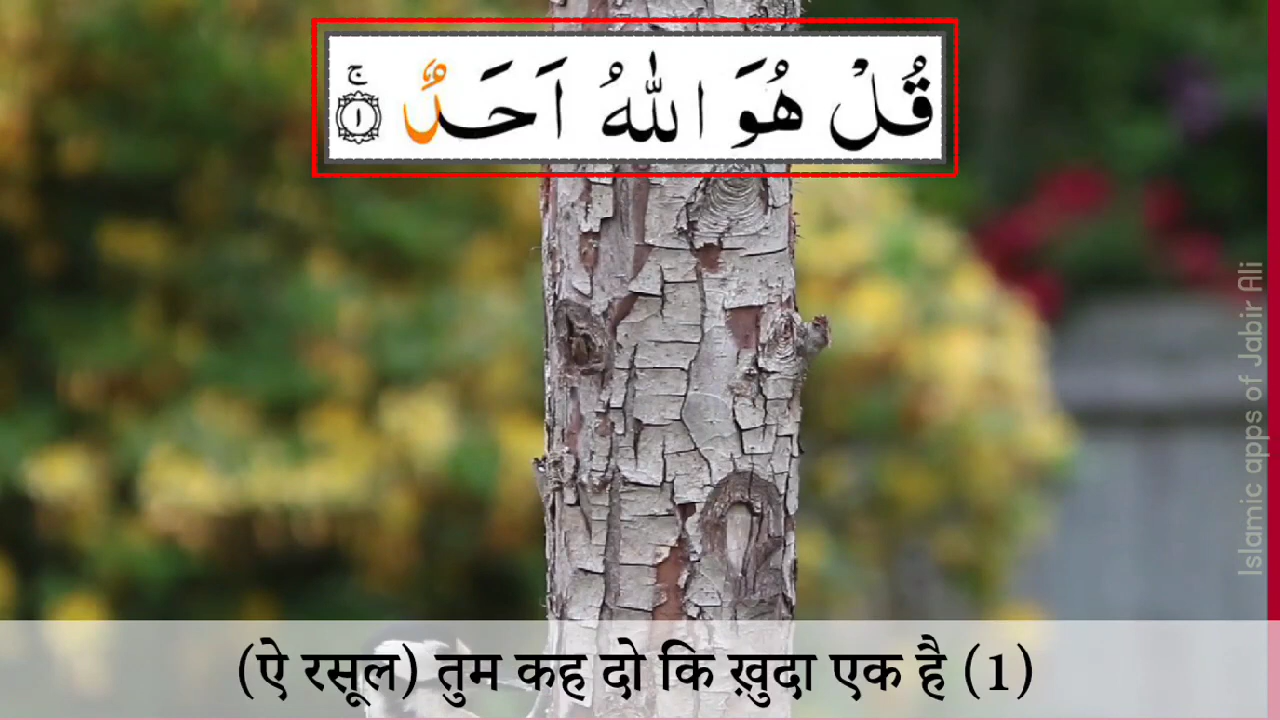 قُلْ هُوَ اللّٰهُ اَحَدٌۚ ۝١
(ऐ रसूल) तुम कह दो कि ख़ुदा एक है (1)
Islamic apps of Jabir Ali